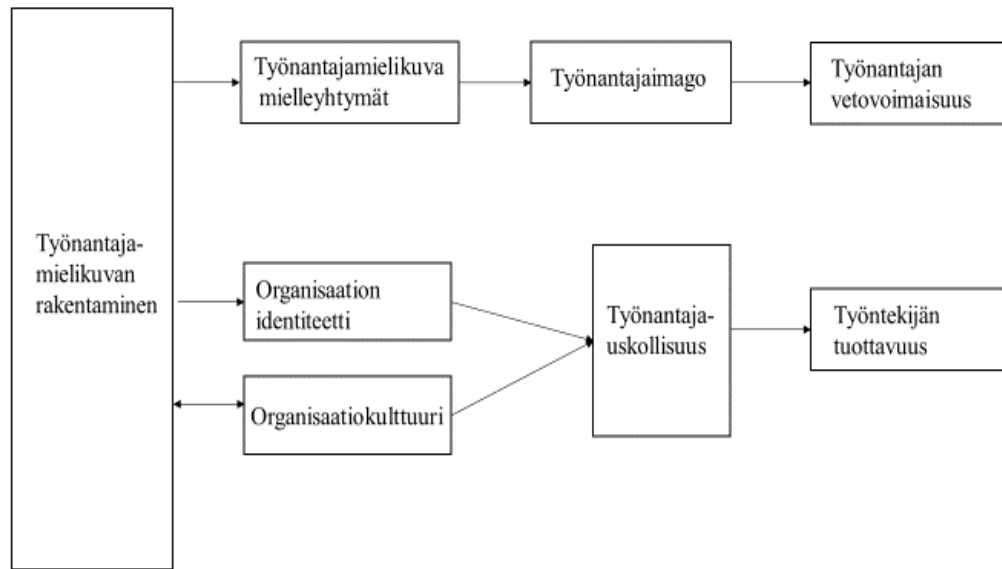 Työnantajamielikuva
mielleyhtymät
Työnantajaimago
Työnantajan
vetovoimaisuus
Työnantaja-
mielikuvan
rakentaminen
Organisaation
identiteetti
Työnantaja-
uskollisuus
Työntekijän
tuottavuus
Organisaatiokulttuuri